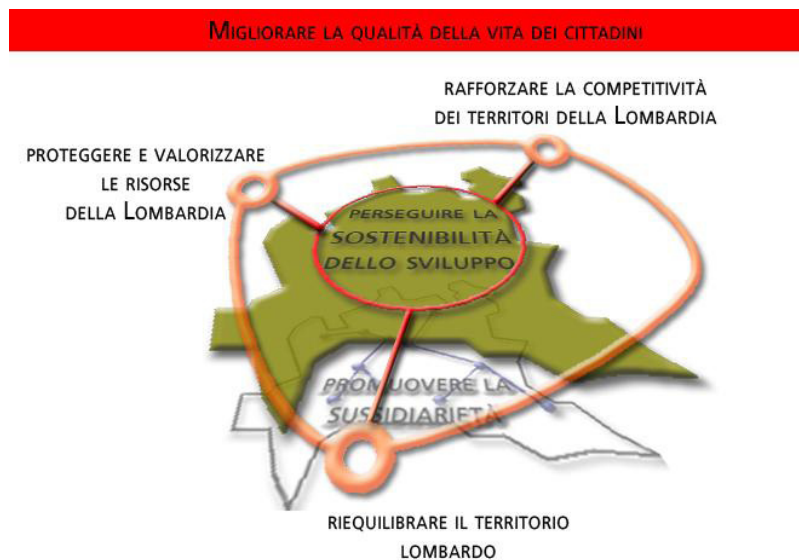 MIGLIORARE LA QUALITÀ DELLA VITA DEI CITTADINI
RAFFORZARE LA COMPETITIVITÀ
DEI TERRITORI DELLA LOMBARDIA
PROTEGGERE E VALORIZZARE
LE RISORSE
DELLA LOMBARDIA
PERSEGUIRE LA
SOSTENIBILITÀ
DELLO SVILUPPO
PROMUOVERE LA
SUSSIDIARIETÀ
RIEQUILIBRARE IL TERRITORIO
LOMBARDO